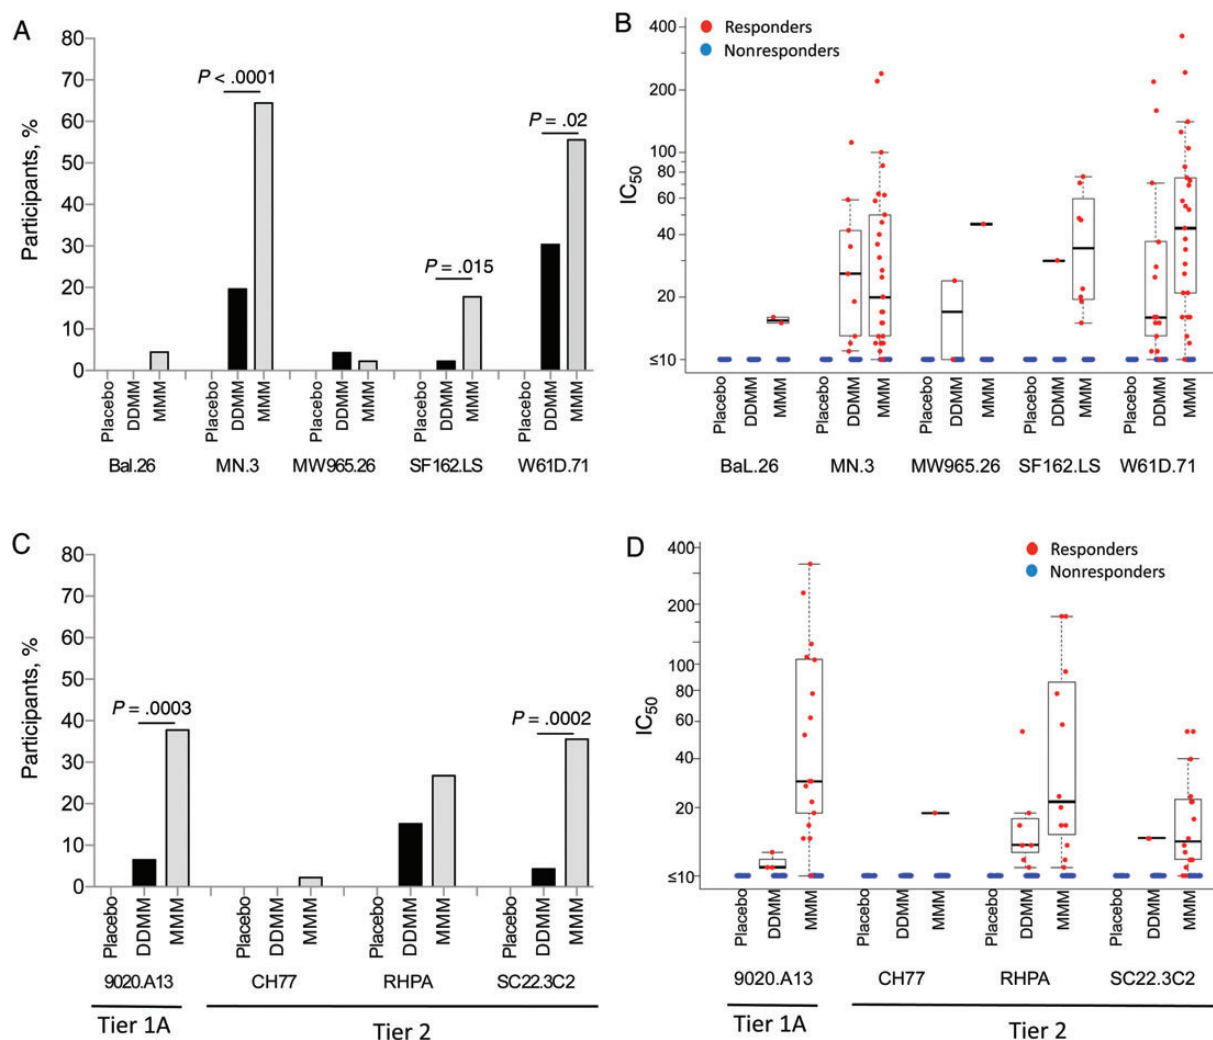 A
Participants, %
80
70
60
50
40
30
20
10
0
P < .0001
P = .015
P = .02
Placebo DDMM MMM Placebo DDMM MMM Placebo DDMM MMM Placebo DDMM MMM Placebo DDMM MMM
Bal.26 MN.3 MW965.26 SF162.LS W61D.71
B
Responders
Nonresponders
IC50
400
200
100
80
60
40
20
≤10
Placebo DDMM MMM Placebo DDMM MMM Placebo DDMM MMM Placebo DDMM MMM Placebo DDMM MMM
BaL.26 MN.3 MW965.26 SF162.LS W61D.71
C
Participants, %
80
70
60
50
40
30
20
10
0
P = .0003
P = .0002
Placebo DDMM MMM Placebo DDMM MMM Placebo DDMM MMM Placebo DDMM MMM
9020.A13 CH77 RHPA SC22.3C2
Tier 1A Tier 2
D
Responders
Nonresponders
IC50
400
200
100
80
60
40
20
≤10
Placebo DDMM MMM Placebo DDMM MMM Placebo DDMM MMM Placebo DDMM MMM
9020.A13 CH77 RHPA SC22.3C2
Tier 1A Tier 2